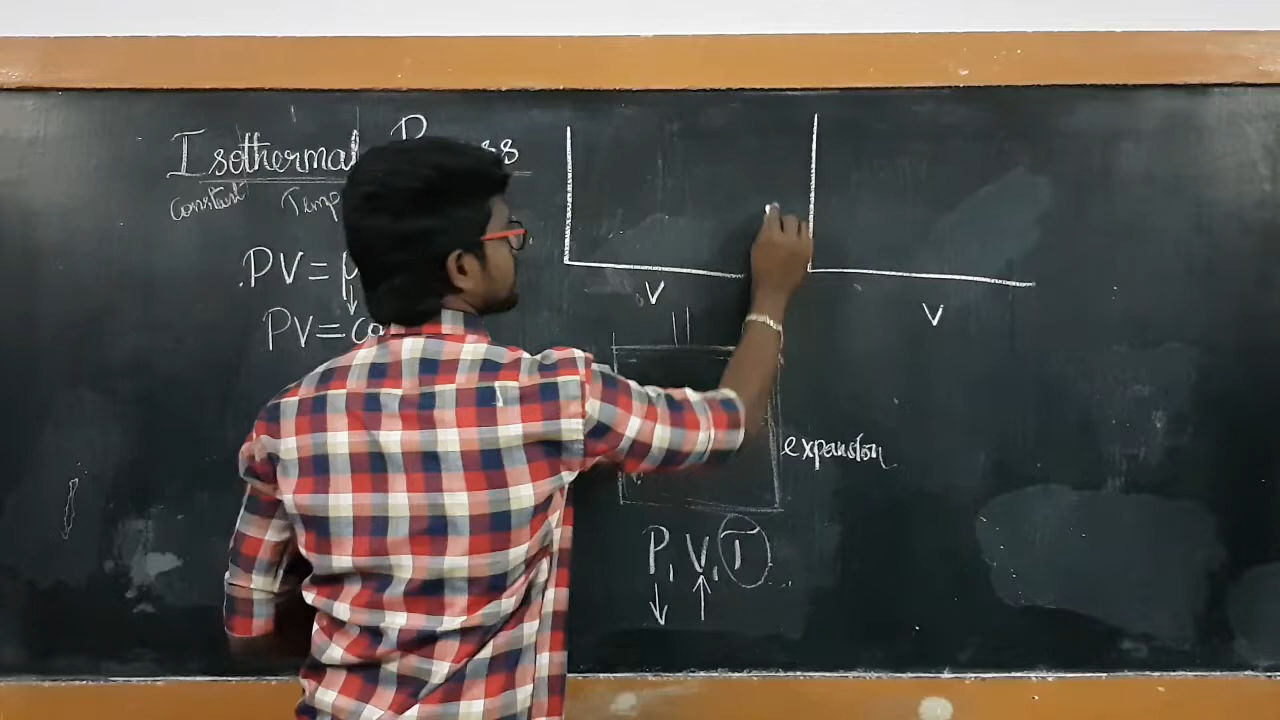 Isothermal
Constant Temp
PV=
PV=co
V
V
expansion
P, V, T